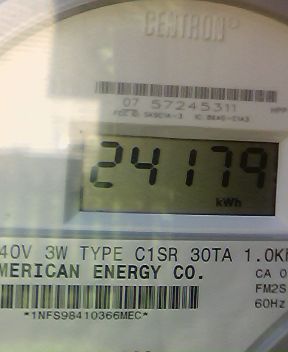 CENTRON®
07 57245311
24179
kWh
40V 3W TYPE C1SR 30TA 1.0K
MERICAN ENERGY CO.
CA 0
FM2S
60Hz
*1NFS98410366MEC*